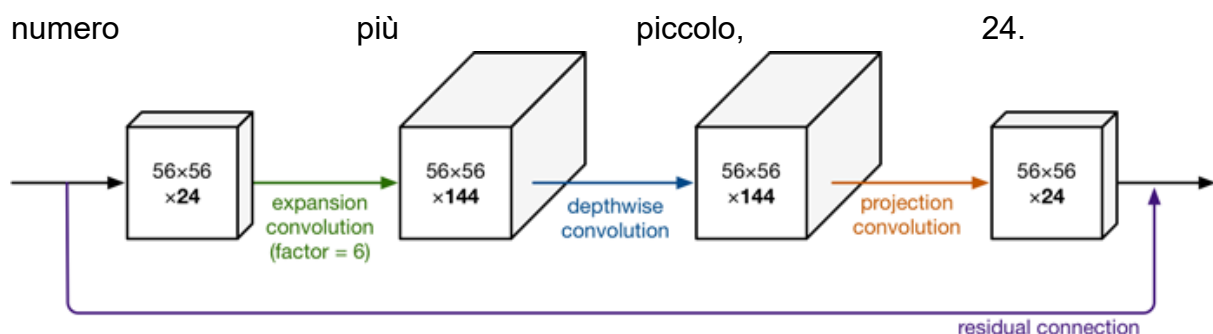 numero più piccolo, 24.
56×56
×24
expansion
convolution
(factor = 6)
56×56
×144
depthwise
convolution
56×56
×144
projection
convolution
56×56
×24
residual connection